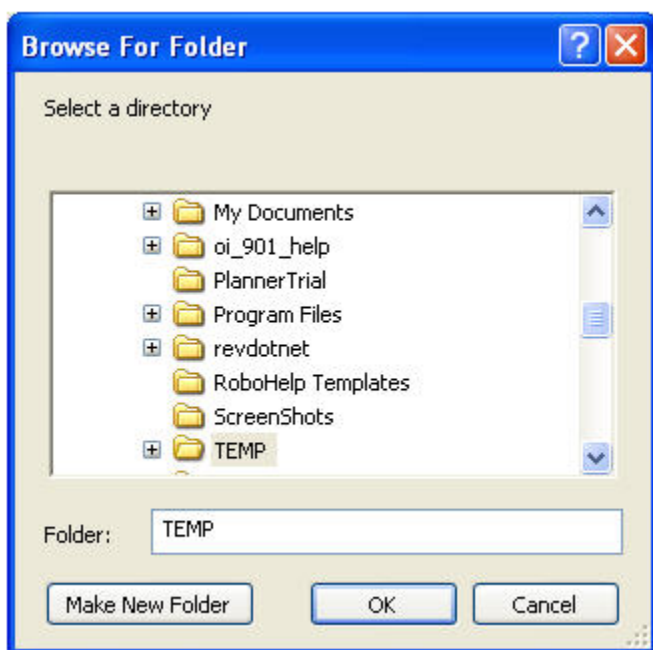 Browse For Folder
Select a directory
My Documents
oi_901_help
PlannerTrial
Program Files
revdotnet
RoboHelp Templates
ScreenShots
TEMP
Folder: TEMP
Make New Folder OK Cancel